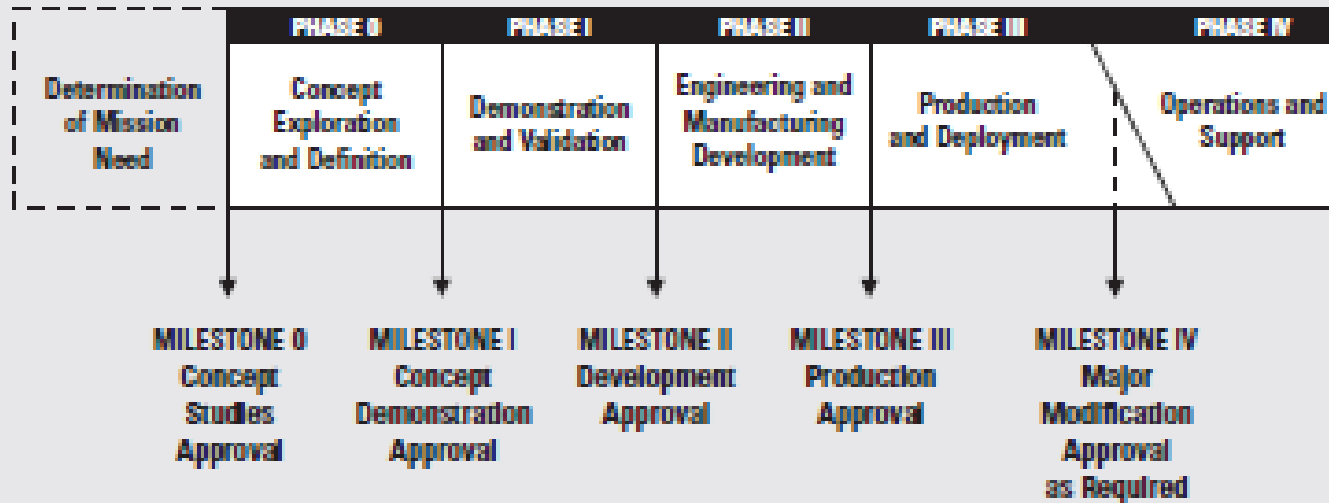 PHASE 0
PHASE I
PHASE II
PHASE III
PHASE IV
Determination
of Mission
Need
Concept
Exploration
and Definition
Demonstration
and Validation
Engineering and
Manufacturing
Development
Production
and Deployment
Operations and
Support
MILESTONE 0
Concept
Studies
Approval
MILESTONE I
Concept
Demonstration
Approval
MILESTONE II
Development
Approval
MILESTONE III
Production
Approval
MILESTONE IV
Major
Modification
Approval
as Required